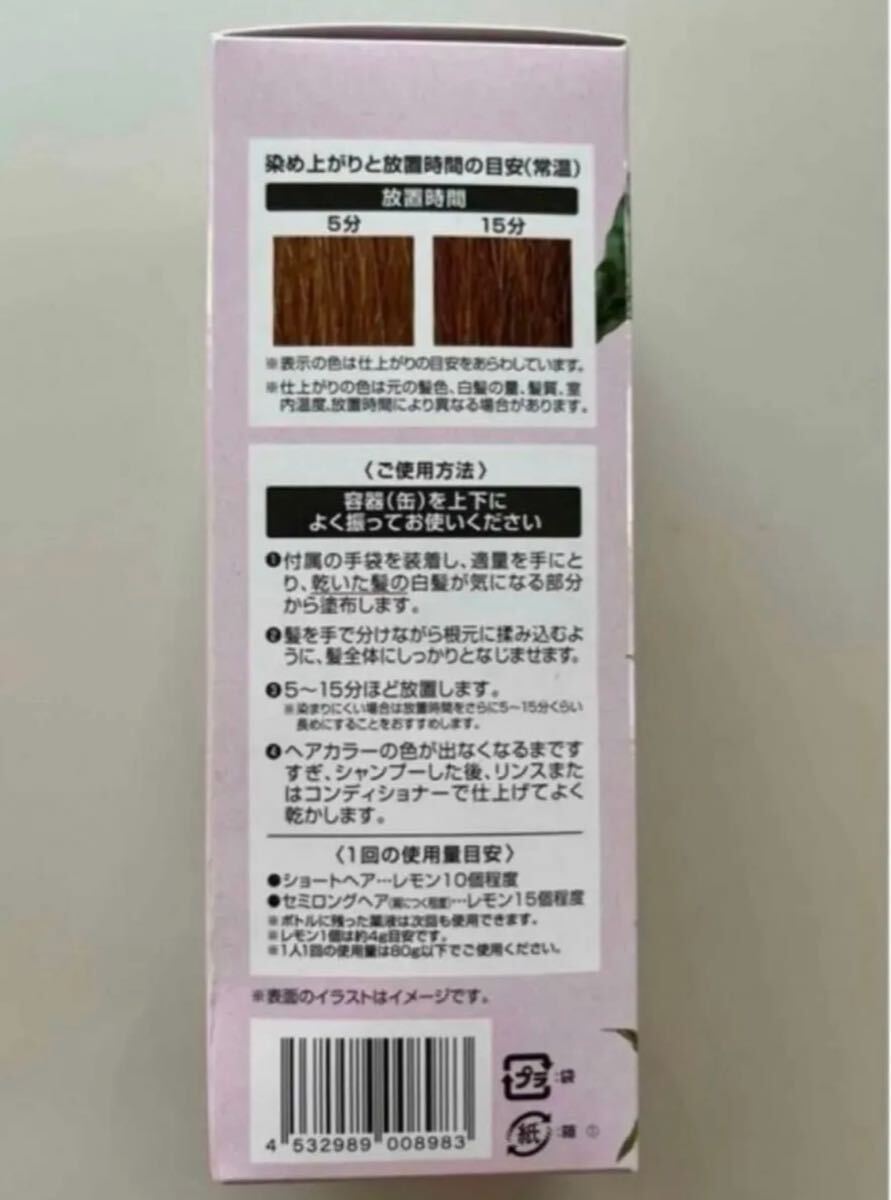 染め上がりと放置時間の目安(常温)
放置時間
5分 15分
※表示の色は仕上がりの目安をあらわしています。
※仕上がりの色は元の髪色、白髪の量、髪質、室
内温度、放置時間により異なる場合があります。
〈ご使用方法〉
容器(缶)を上下に
よく振ってお使いください
❶付属の手袋を装着し、適量を手にと
り、乾いた髪の白髪が気になる部分
から塗布します。
❷髪を手で分けながら根元に揉み込むよ
うに、髪全体にしっかりとなじませます。
❸5〜15分ほど放置します。
※染まりにくい場合は放置時間をさらに5〜15分くらい
長めにすることをおすすめします。
❹ヘアカラーの色が出なくなるまです
すぎ、シャンプーした後、リンスまた
はコンディショナーで仕上げてよく
乾かします。
〈1回の使用量目安〉
●ショートヘア…レモン10個程度
●セミロングヘア(肩につく程度)…レモン15個程度
※ボトルに残った薬液は次回も使用できます。
※レモン1個は約4g目安です。
※1人1回の使用量は80g以下でご使用ください。
※表面のイラストはイメージです。
プラ :袋
紙 :箱 ①
4 532989 008983